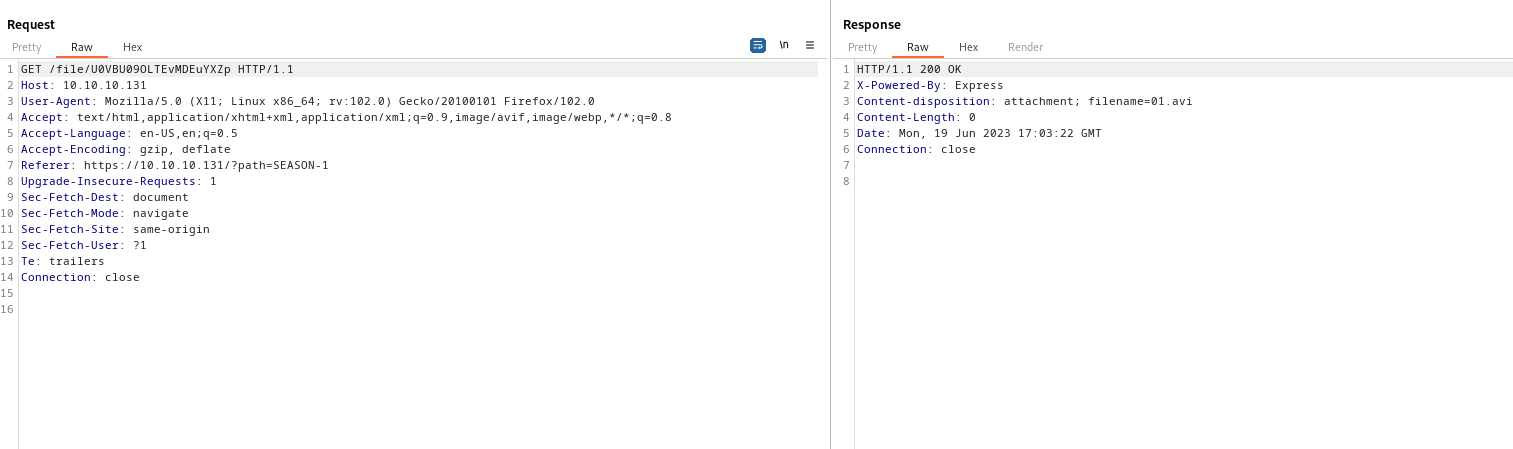 Request
Pretty Raw Hex
\n
1 GET /file/U0VBU09OLTEvMDEuYXZp HTTP/1.1
2 Host: 10.10.10.131
3 User-Agent: Mozilla/5.0 (X11; Linux x86_64; rv:102.0) Gecko/20100101 Firefox/102.0
4 Accept: text/html,application/xhtml+xml,application/xml;q=0.9,image/avif,image/webp,*/*;q=0.8
5 Accept-Language: en-US,en;q=0.5
6 Accept-Encoding: gzip, deflate
7 Referer: https://10.10.10.131/?path=SEASON-1
8 Upgrade-Insecure-Requests: 1
9 Sec-Fetch-Dest: document
10 Sec-Fetch-Mode: navigate
11 Sec-Fetch-Site: same-origin
12 Sec-Fetch-User: ?1
13 Te: trailers
14 Connection: close
15
16
Response
Pretty Raw Hex Render
1 HTTP/1.1 200 OK
2 X-Powered-By: Express
3 Content-disposition: attachment; filename=01.avi
4 Content-Length: 0
5 Date: Mon, 19 Jun 2023 17:03:22 GMT
6 Connection: close
7
8